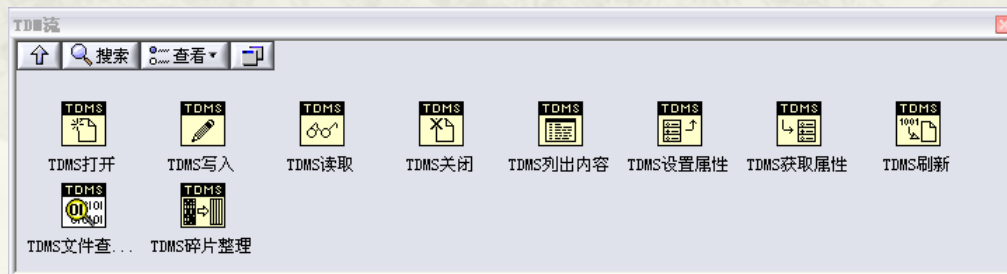 TDM流
搜索 查看
TDMS TDMS TDMS TDMS TDMS TDMS TDMS TDMS
1001
TDMS打开 TDMS写入 TDMS读取 TDMS关闭 TDMS列出内容 TDMS设置属性 TDMS获取属性 TDMS刷新
TDMS TDMS
TDMS文件查... TDMS碎片整理